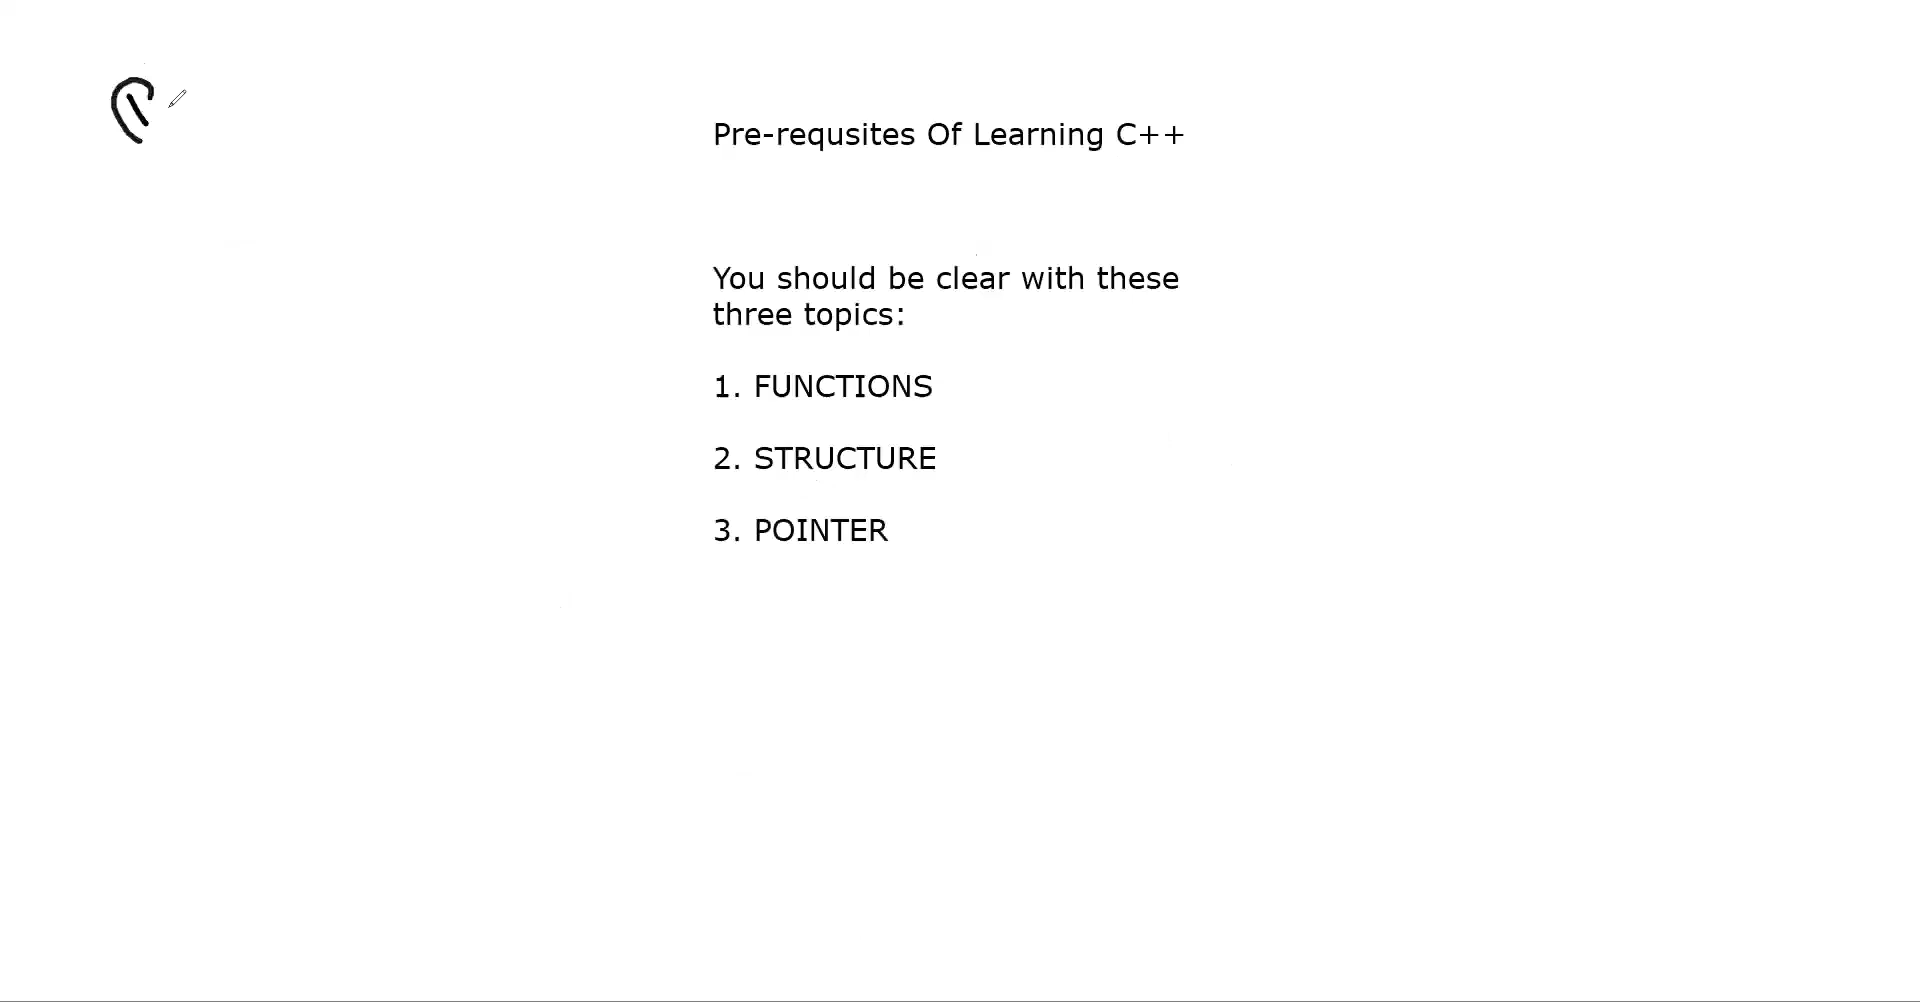 Pre-requsites Of Learning C++
You should be clear with these
three topics:
1. FUNCTIONS
2. STRUCTURE
3. POINTER